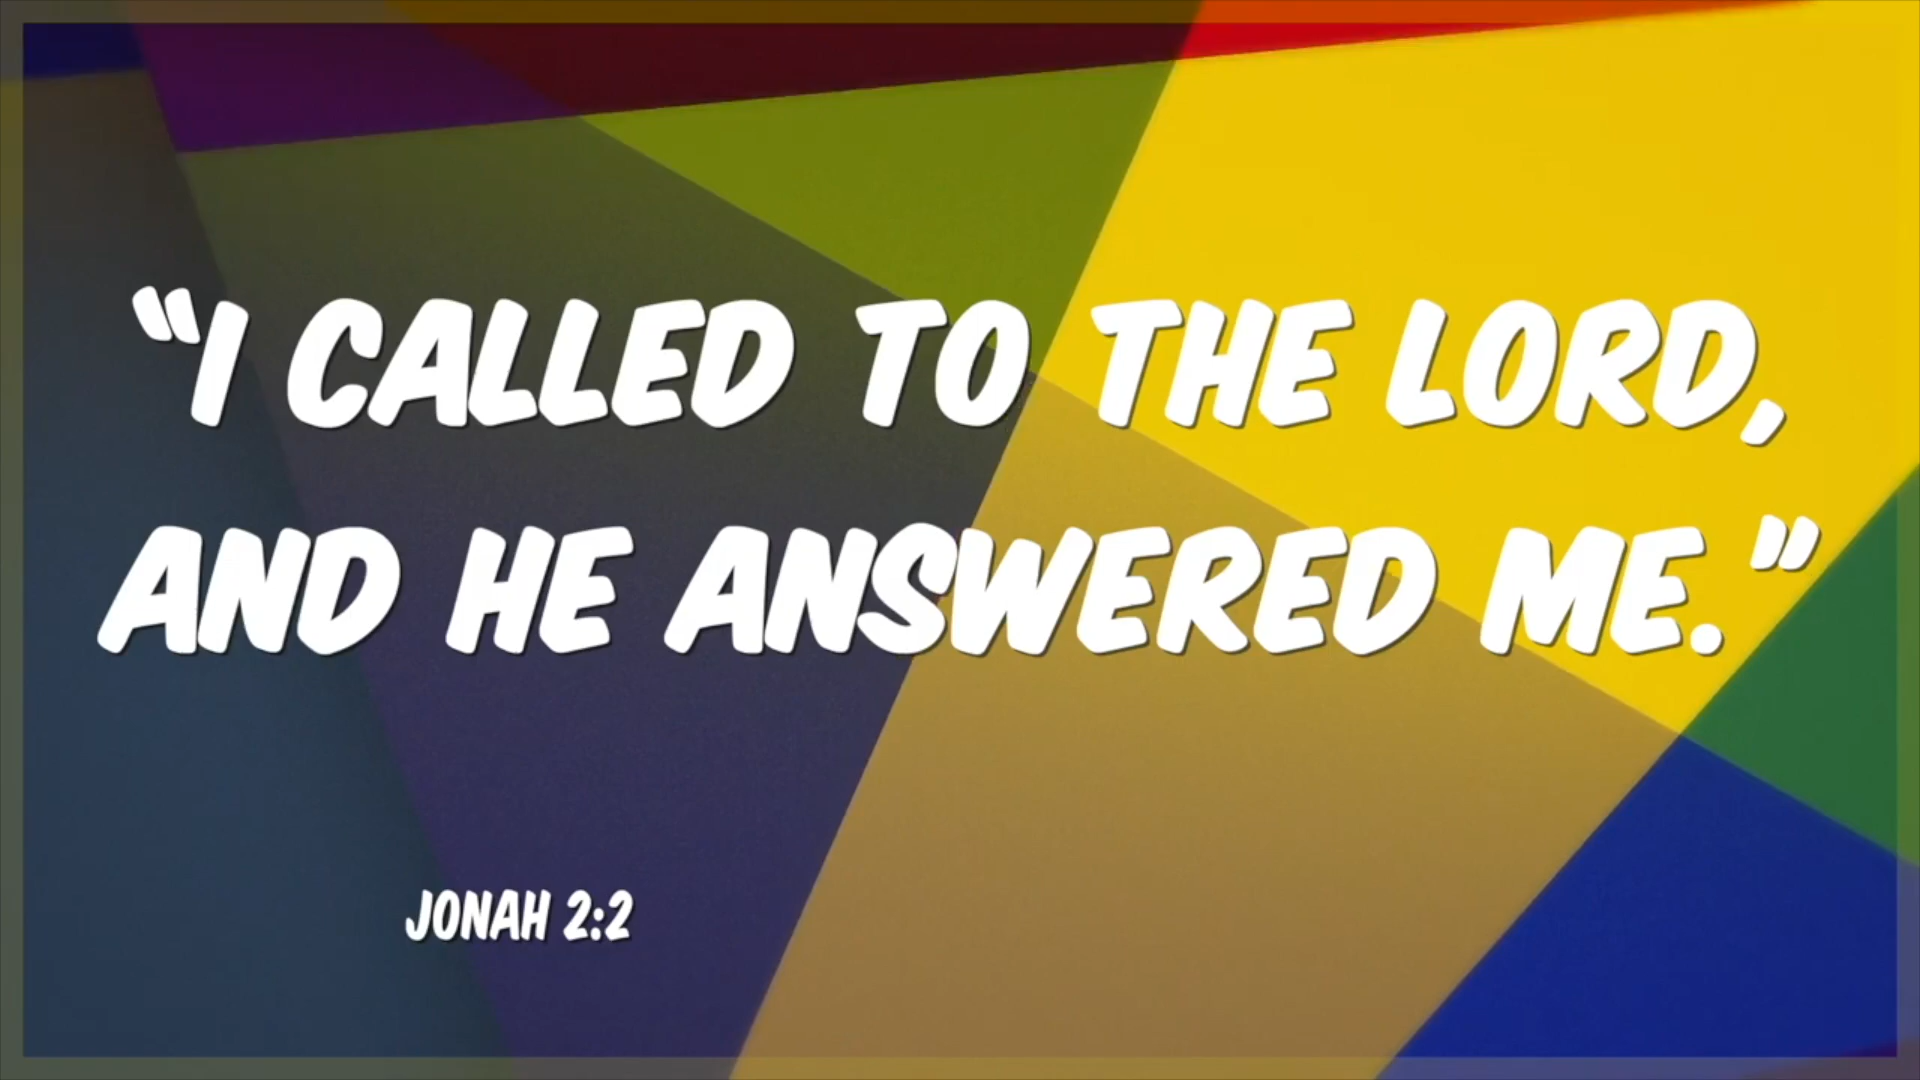 “I CALLED TO THE LORD,
AND HE ANSWERED ME.”
JONAH 2:2